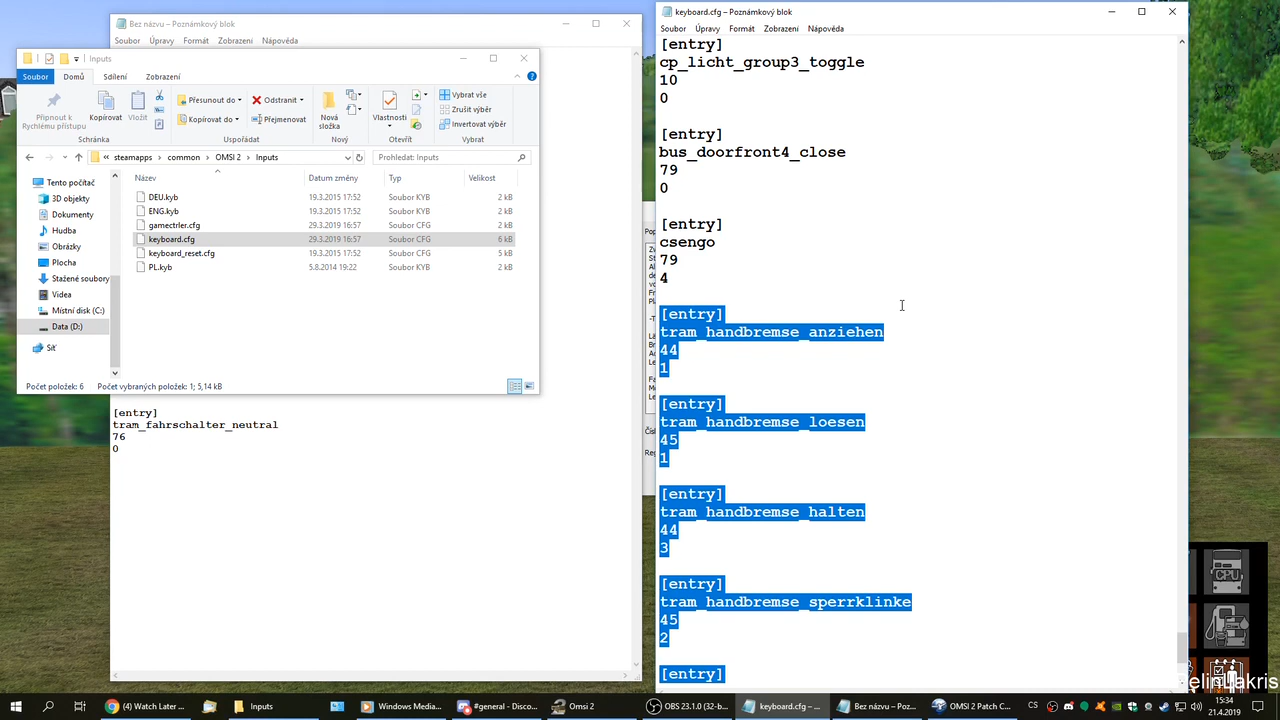 Bez názvu – Poznámkový blok
Soubor Úpravy Formát Zobrazení Nápověda
Inputs
Soubor Domů Sdílení Zobrazení
Připnout k Rychlému přístupu
Kopírovat
Vložit
Přesunout do
Kopírovat do
Odstranit
Přejmenovat
Nová složka
Vlastnosti
Vybrat vše
Zrušit výběr
Invertovat výběr
Schránka Uspořádat Nový Otevřít Vybrat
steamapps > common > OMSI 2 > Inputs
Prohledat: Inputs
Tento počítač
3D objekty
Dokumenty
Hudba
Obrázky
Plocha
Stažené soubory
Videa
Místní disk (C:)
Data (D:)
Síť
Název Datum změny Typ Velikost
DEU.kyb 19.3.2015 17:52 Soubor KYB 2 kB
ENG.kyb 19.3.2015 17:52 Soubor KYB 2 kB
gamectrler.cfg 29.3.2019 16:57 Soubor CFG 2 kB
keyboard.cfg 29.3.2019 16:57 Soubor CFG 6 kB
keyboard_reset.cfg 19.3.2015 17:52 Soubor CFG 5 kB
PL.kyb 5.8.2014 19:22 Soubor KYB 2 kB
Počet položek: 6 Počet vybraných položek: 1; 5,14 kB
[entry]
tram_fahrschalter_neutral
76
0
keyboard.cfg – Poznámkový blok
Soubor Úpravy Formát Zobrazení Nápověda
[entry]
cp_licht_group3_toggle
10
0
[entry]
bus_doorfront4_close
79
0
[entry]
csengo
79
4
[entry]
tram_handbremse_anziehen
44
1
[entry]
tram_handbremse_loesen
45
1
[entry]
tram_handbremse_halten
44
3
[entry]
tram_handbremse_sperrklinke
45
2
[entry]
CPU
(4) Watch Later ...
Inputs
Windows Media...
#general - Disco...
Omsi 2
OBS 23.1.0 (32-b...
keyboard.cfg – ...
Bez názvu – Poz...
OMSI 2 Patch C...
CS
15:34
21.4.2019